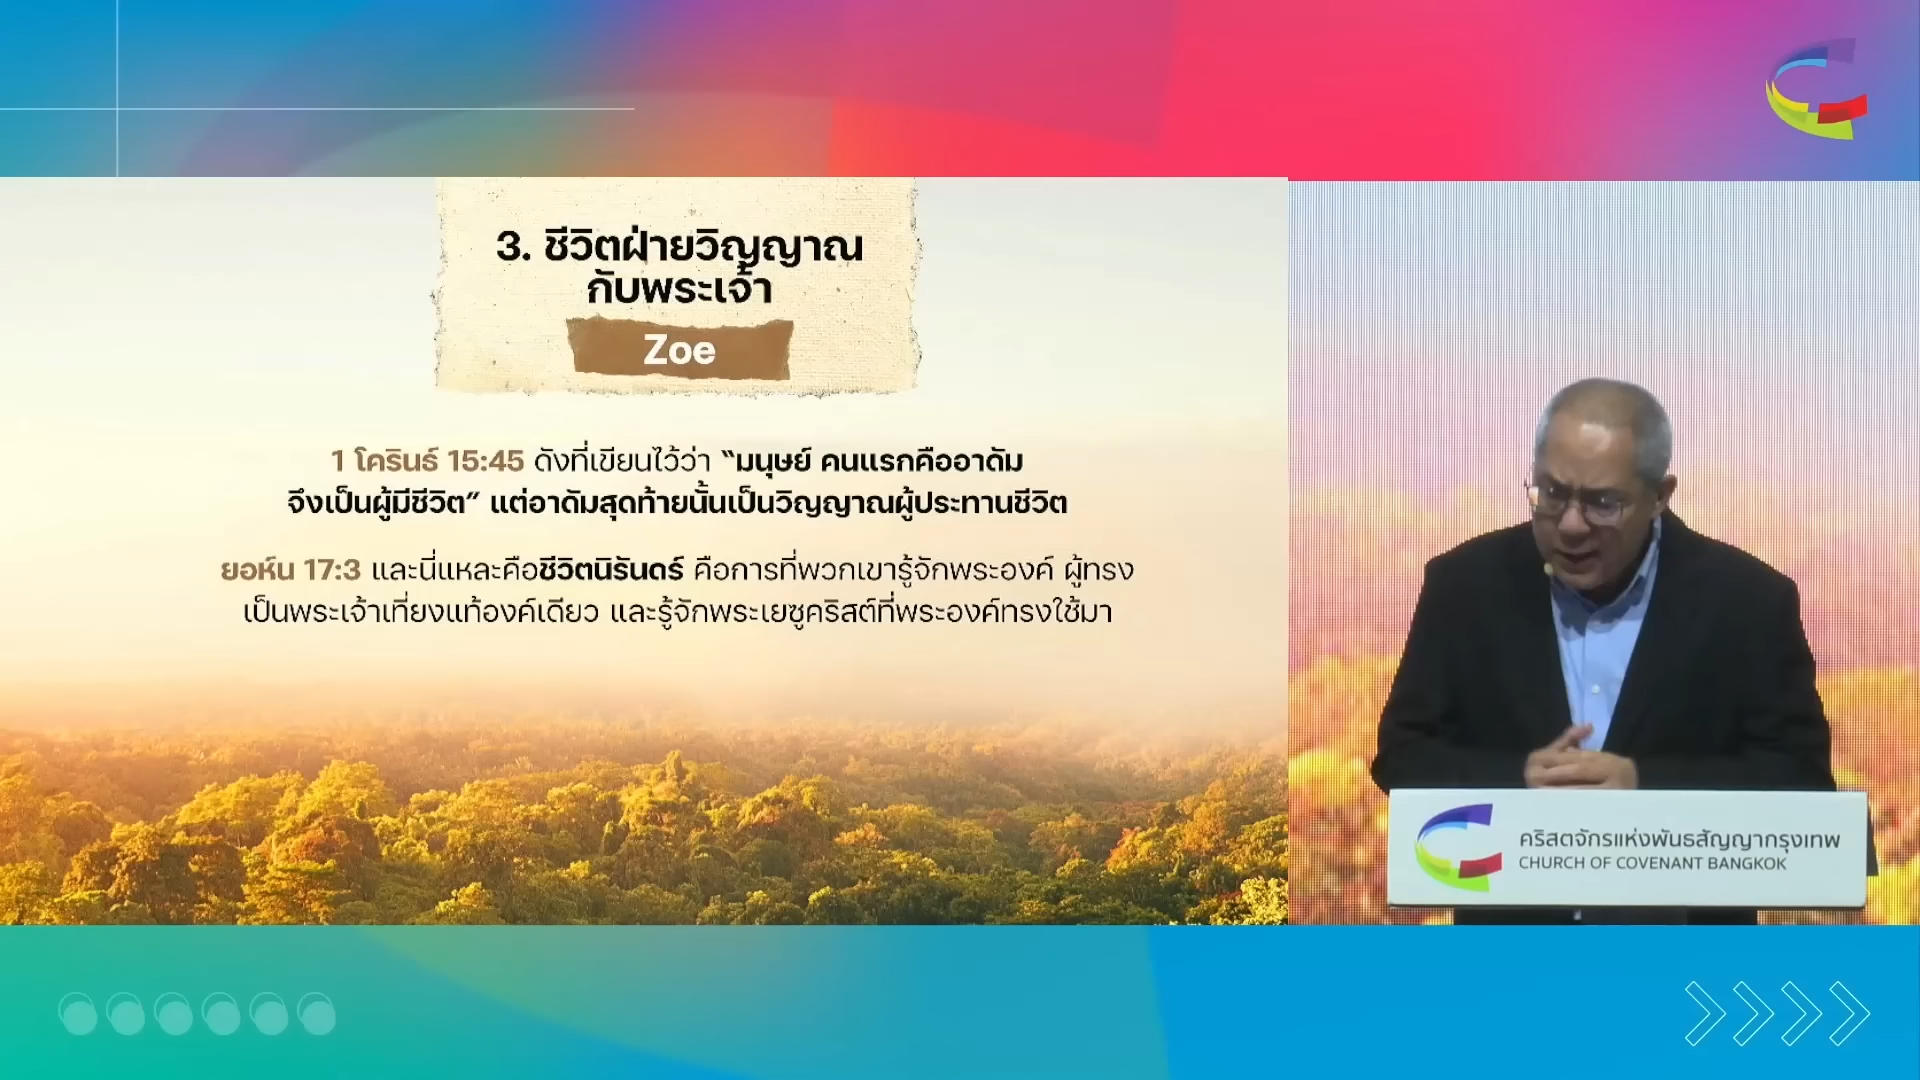 3. ชีวิตฝ่ายวิญญาณ
กับพระเจ้า
Zoe
1 โครินธ์ 15:45 ดังที่เขียนไว้ว่า “มนุษย์ คนแรกคืออาดัม
จึงเป็นผู้มีชีวิต” แต่อาดัมสุดท้ายนั้นเป็นวิญญาณผู้ประทานชีวิต
ยอห์น 17:3 และนี่แหละคือชีวิตนิรันดร์ คือการที่พวกเขารู้จักพระองค์ ผู้ทรง
เป็นพระเจ้าเที่ยงแท้องค์เดียว และรู้จักพระเยซูคริสต์ที่พระองค์ทรงใช้มา
คริสตจักรแห่งพันธสัญญากรุงเทพ
CHURCH OF COVENANT BANGKOK